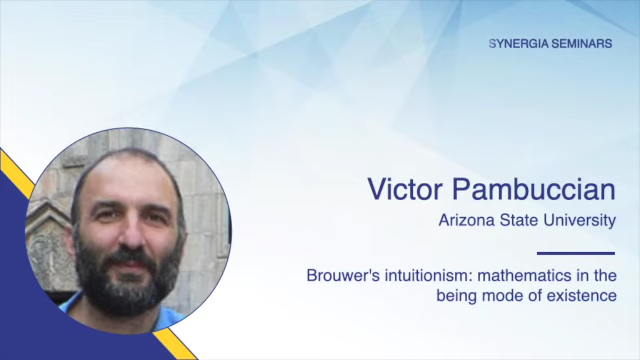 SYNERGIA SEMINARS
Victor Pambuccian
Arizona State University
Brouwer's intuitionism: mathematics in the
being mode of existence